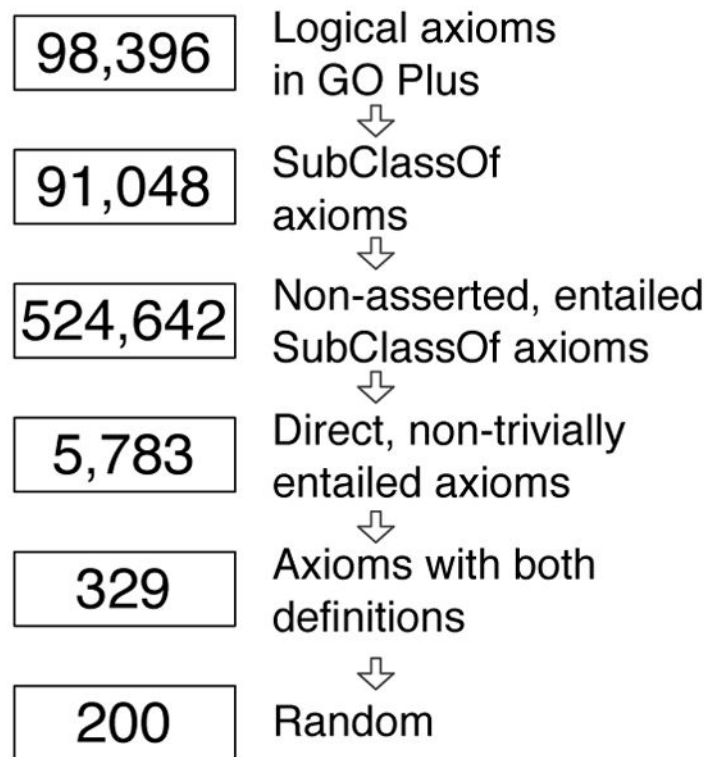 98,396
Logical axioms
in GO Plus
91,048
SubClassOf
axioms
524,642
Non-asserted, entailed
SubClassOf axioms
5,783
Direct, non-trivially
entailed axioms
329
Axioms with both
definitions
200
Random